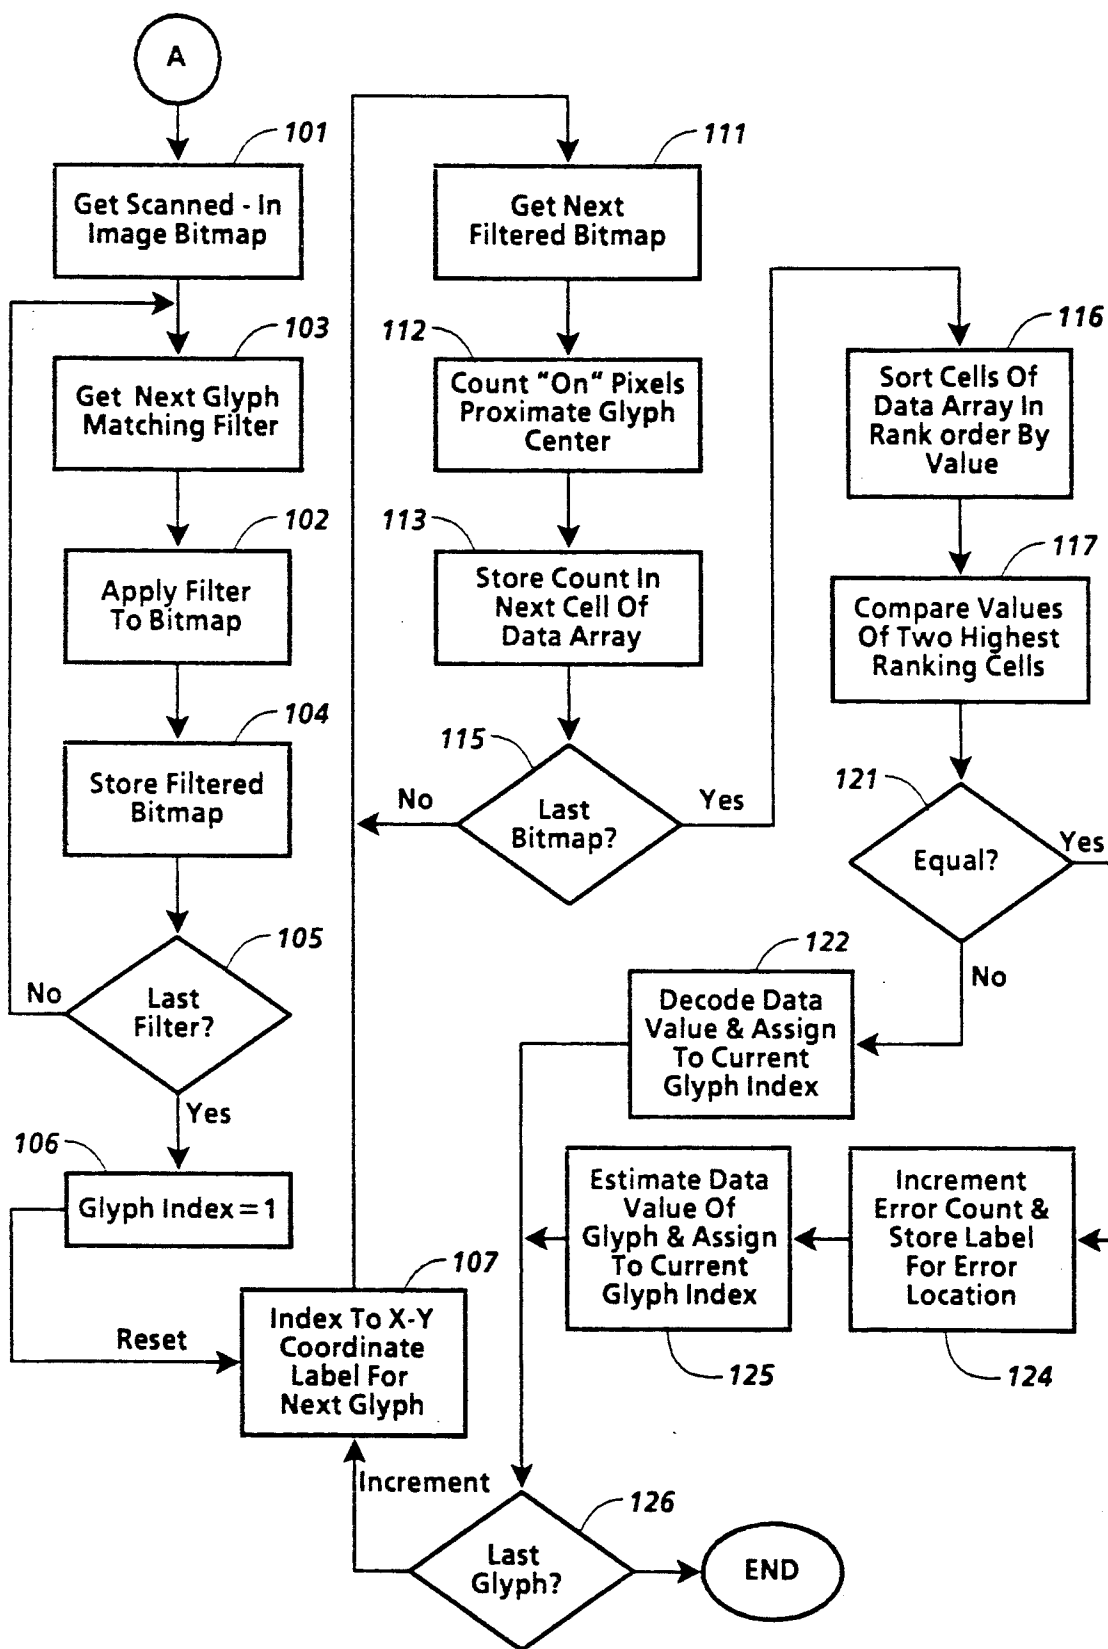 A
101
Get Scanned - In
Image Bitmap
103
Get Next Glyph
Matching Filter
102
Apply Filter
To Bitmap
104
Store Filtered
Bitmap
105
Last
Filter?
No
Yes
106
Glyph Index = 1
Reset
107
Index To X-Y
Coordinate
Label For
Next Glyph
111
Get Next
Filtered Bitmap
112
Count "On" Pixels
Proximate Glyph
Center
113
Store Count In
Next Cell Of
Data Array
115
Last
Bitmap?
No
Yes
116
Sort Cells Of
Data Array In
Rank order By
Value
117
Compare Values
Of Two Highest
Ranking Cells
121
Equal?
Yes
No
122
Decode Data
Value & Assign
To Current
Glyph Index
Increment
Error Count &
Store Label
For Error
Location
124
Estimate Data
Value Of
Glyph & Assign
To Current
Glyph Index
125
126
Last
Glyph?
Increment
END